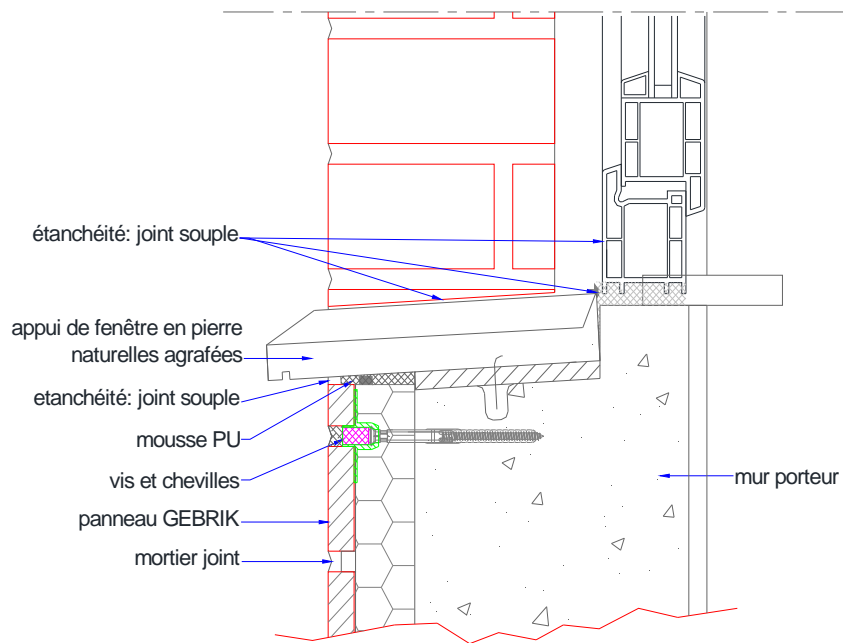 étanchéité: joint souple
appui de fenêtre en pierre
naturelles agrafées
etanchéité: joint souple
mousse PU
vis et chevilles
panneau GEBRIK
mortier joint
mur porteur